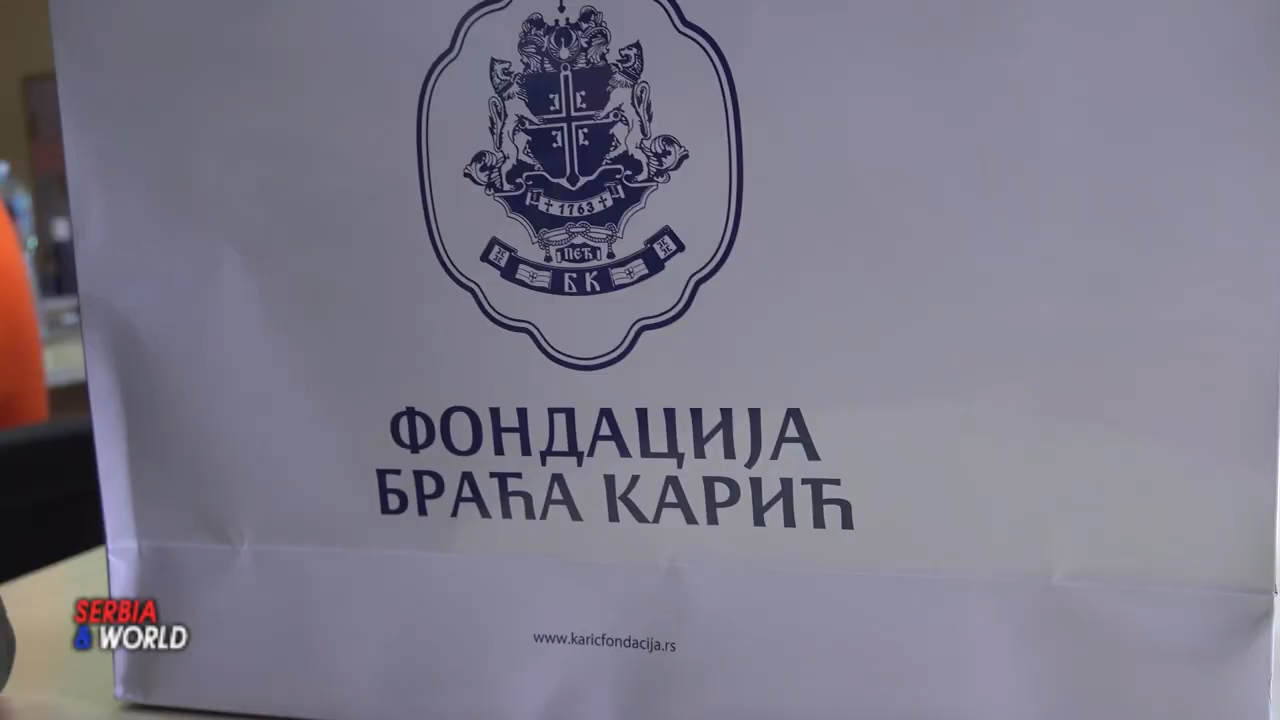 1763
ПЕЋ
БК
ФОНДАЦИЈА
БРАЋА КАРИЋ
www.karicfondacija.rs
SERBIA
& WORLD